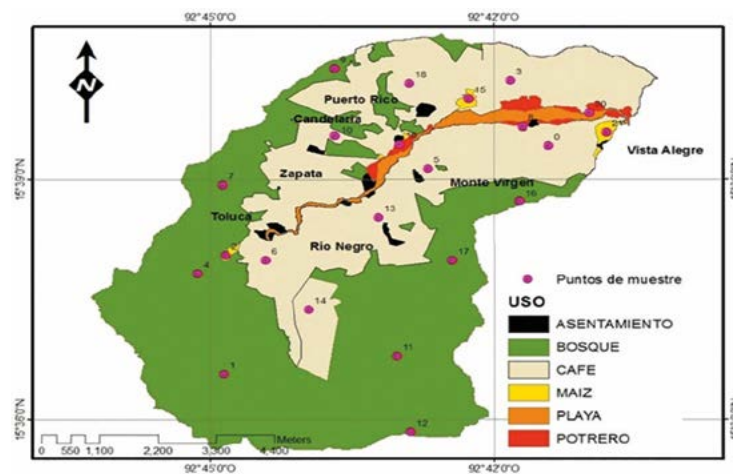 92°45'0"O
92°42'0"O
N
9
18
3
Puerto Rico
15
Candelaria
10
20
8
0
Vista Alegre
15°39'0"N
Zapata
5
Monte Virgen
7
16
Toluca
13
Rio Negro
6
17
4
14
11
1
12
15°36'0"N
Puntos de muestre
USO
ASENTAMIENTO
BOSQUE
CAFE
MAIZ
PLAYA
POTRERO
Meters
0 550 1,100 2,200 3,300 4,400
92°45'0"O
92°42'0"O